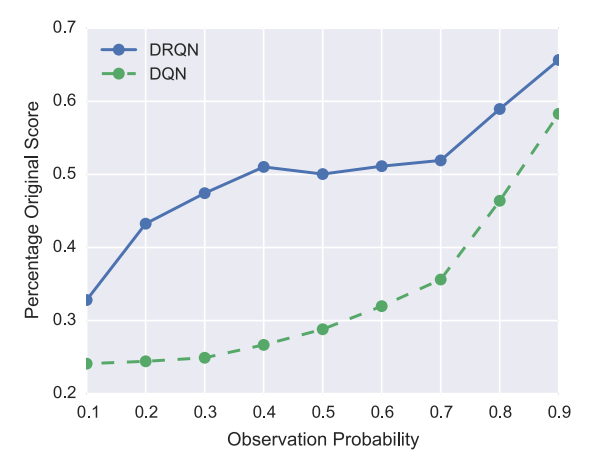 0.7
0.6
0.5
0.4
0.3
0.2
Percentage Original Score
DRQN
DQN
0.1 0.2 0.3 0.4 0.5 0.6 0.7 0.8 0.9
Observation Probability